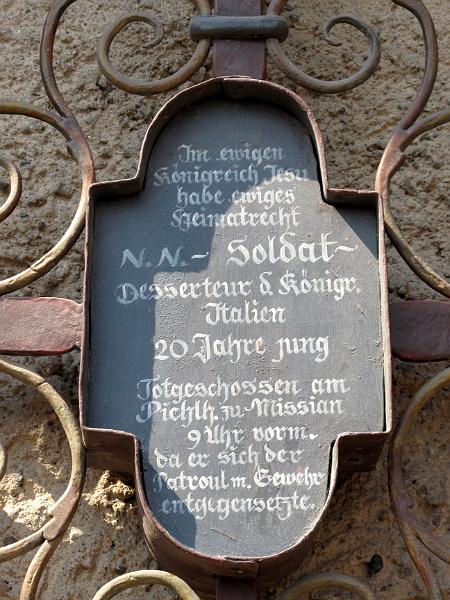 Im ewigen
Königreich Jesu
habe ewiges
Heimatrecht
N.N.- Soldat-
Desserteur d. Königr.
Italien
20 Jahre jung
Totgeschossen am
Pichlh. zu Missian
9 Uhr vorm.
da er sich der
Patroul m. Gewehr
entgegensetzte.